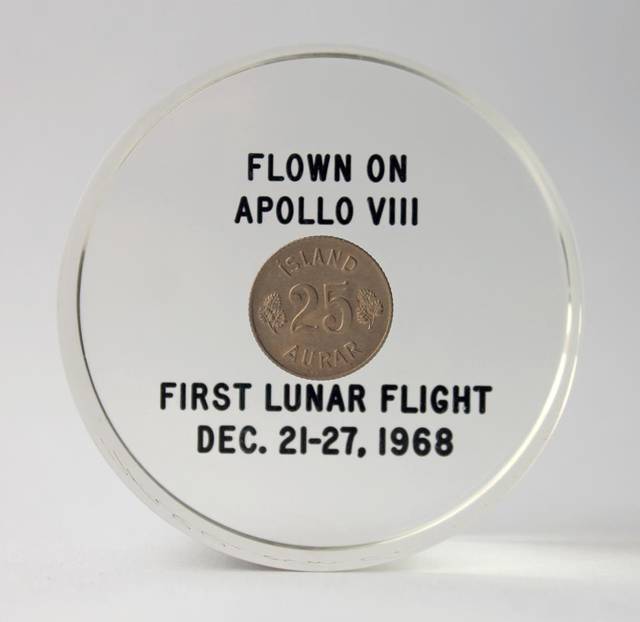 FLOWN ON
APOLLO VIII
ÍSLAND
25
AURAR
FIRST LUNAR FLIGHT
DEC. 21-27, 1968